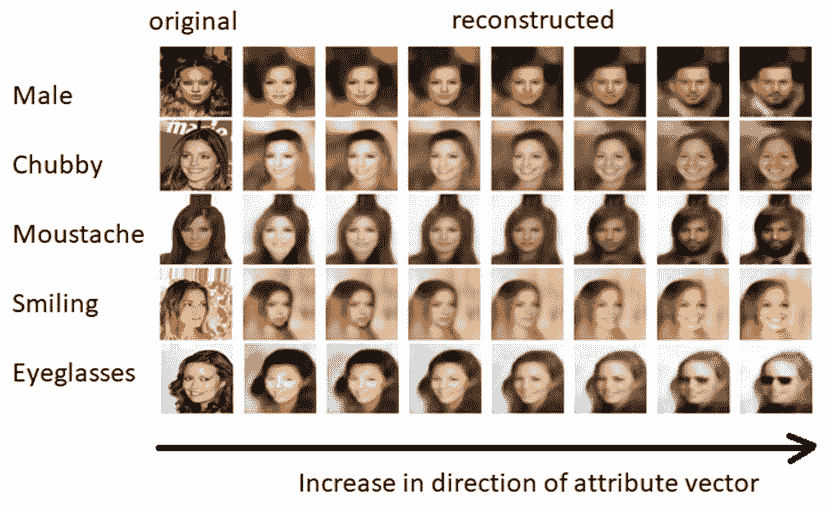 original
reconstructed
Male
Chubby
Moustache
Smiling
Eyeglasses
Increase in direction of attribute vector